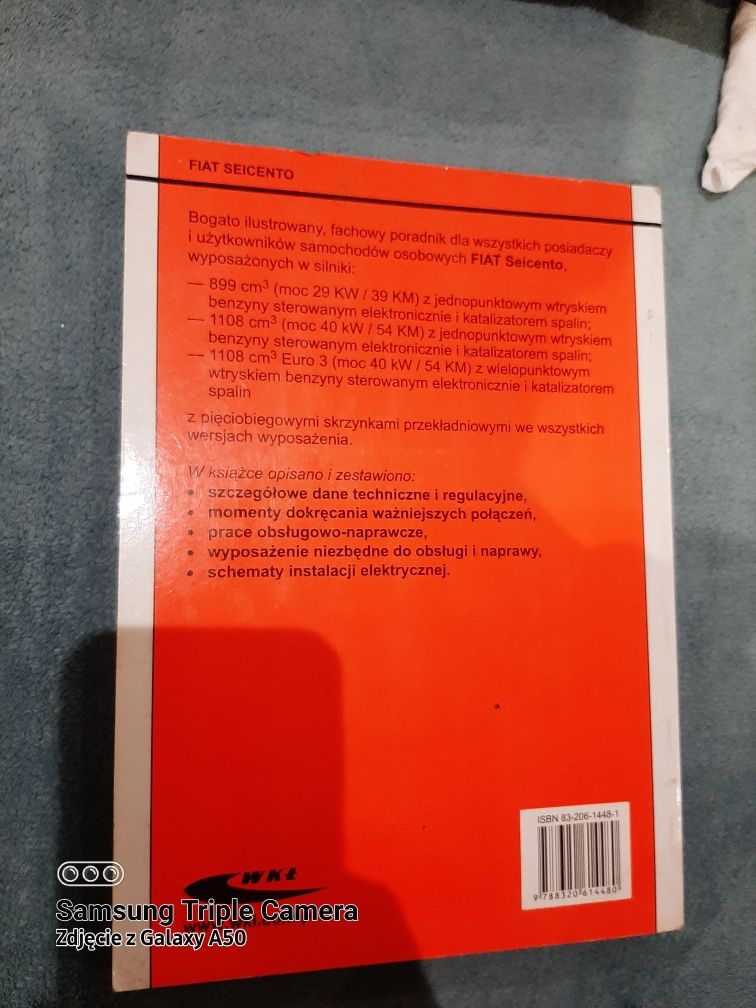 FIAT SEICENTO
Bogato ilustrowany, fachowy poradnik dla wszystkich posiadaczy
i użytkowników samochodów osobowych FIAT Seicento,
wyposażonych w silniki:
— 899 cm³ (moc 29 KW / 39 KM) z jednopunktowym wtryskiem
benzyny sterowanym elektronicznie i katalizatorem spalin;
— 1108 cm³ (moc 40 kW / 54 KM) z jednopunktowym wtryskiem
benzyny sterowanym elektronicznie i katalizatorem spalin;
— 1108 cm³ Euro 3 (moc 40 kW / 54 KM) z wielopunktowym
wtryskiem benzyny sterowanym elektronicznie i katalizatorem
spalin
z pięciobiegowymi skrzynkami przekładniowymi we wszystkich
wersjach wyposażenia.
W książce opisano i zestawiono:
• szczegółowe dane techniczne i regulacyjne,
• momenty dokręcania ważniejszych połączeń,
• prace obsługowo-naprawcze,
• wyposażenie niezbędne do obsługi i naprawy,
• schematy instalacji elektrycznej.
ISBN 83-206-1448-1
9 788320 614480
WKŁ
Samsung Triple Camera
Zdjęcie z Galaxy A50